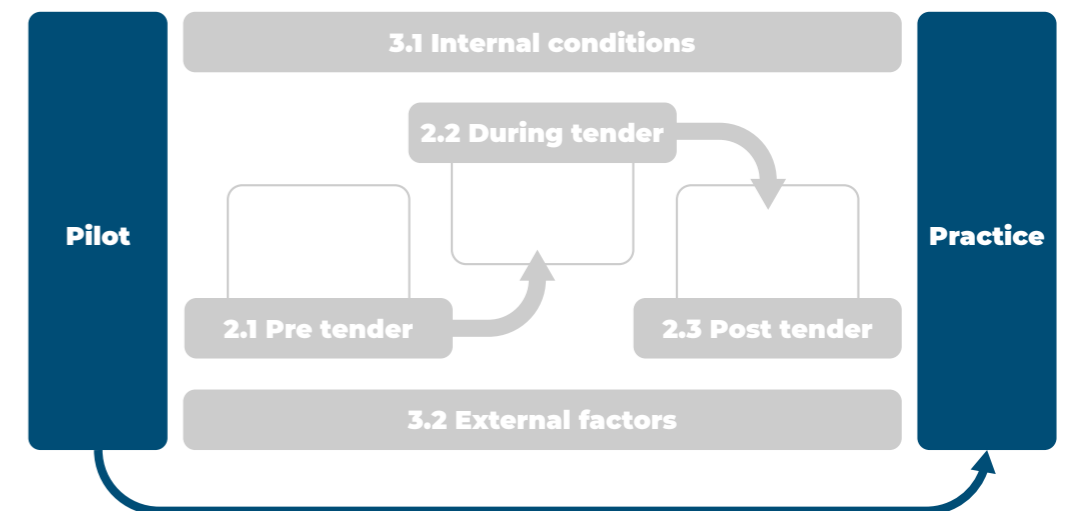 3.1 Internal conditions
2.2 During tender
Pilot
Practice
2.1 Pre tender
2.3 Post tender
3.2 External factors